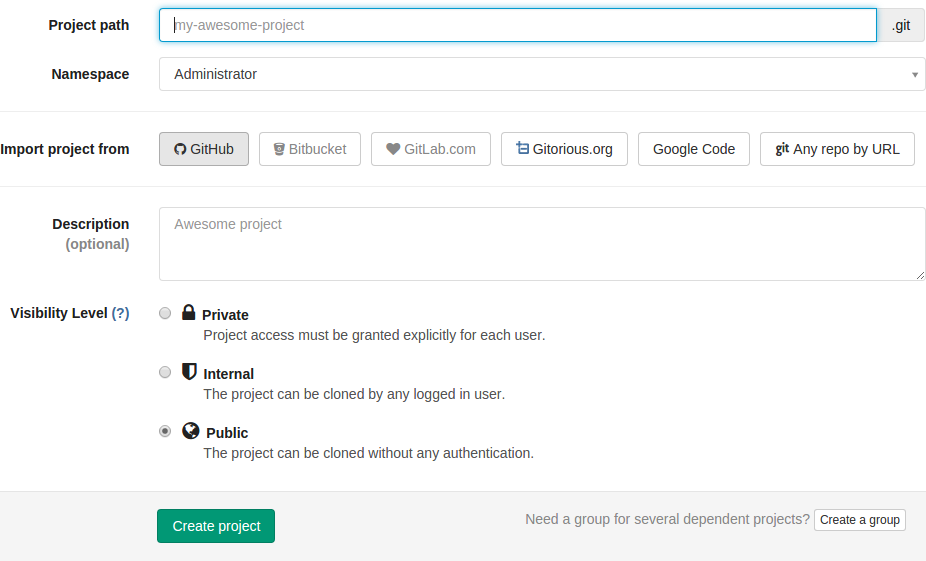 Project path my-awesome-project .git
Namespace Administrator
Import project from GitHub Bitbucket GitLab.com Gitorious.org Google Code git Any repo by URL
Description Awesome project
(optional)
Visibility Level (?) Private
Project access must be granted explicitly for each user.
Internal
The project can be cloned by any logged in user.
Public
The project can be cloned without any authentication.
Create project Need a group for several dependent projects? Create a group